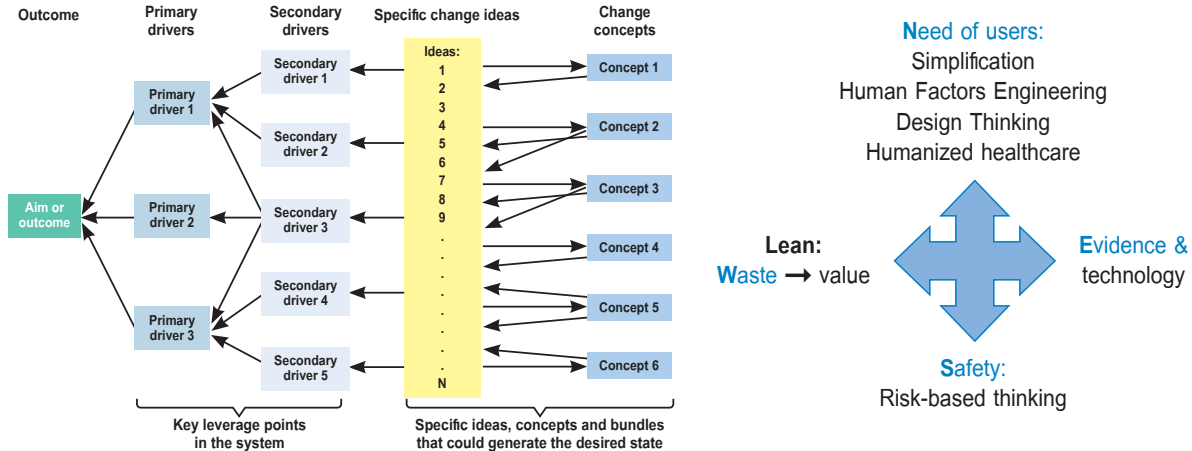 Outcome
Primary
drivers
Secondary
drivers
Specific change ideas
Change
concepts
Aim or
outcome
Primary
driver 1
Primary
driver 2
Primary
driver 3
Secondary
driver 1
Secondary
driver 2
Secondary
driver 3
Secondary
driver 4
Secondary
driver 5
Ideas:
1
2
3
4
5
6
7
8
9
.
.
.
.
.
.
.
.
N
Concept 1
Concept 2
Concept 3
Concept 4
Concept 5
Concept 6
Key leverage points
in the system
Specific ideas, concepts and bundles
that could generate the desired state
Need of users:
Simplification
Human Factors Engineering
Design Thinking
Humanized healthcare
Lean:
Waste → value
Evidence &
technology
Safety:
Risk-based thinking